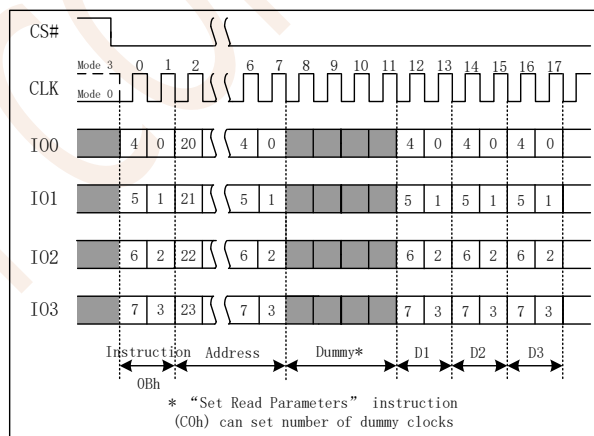 CS#
Mode 3 0 1 2 6 7 8 9 10 11 12 13 14 15 16 17
CLK
Mode 0
IO0 4 0 20 4 0 4 0 4 0 4 0
IO1 5 1 21 5 1 5 1 5 1 5 1
IO2 6 2 22 6 2 6 2 6 2 6 2
IO3 7 3 23 7 3 7 3 7 3 7 3
Instruction Address Dummy* D1 D2 D3
0Bh
* “Set Read Parameters” instruction
(C0h) can set number of dummy clocks